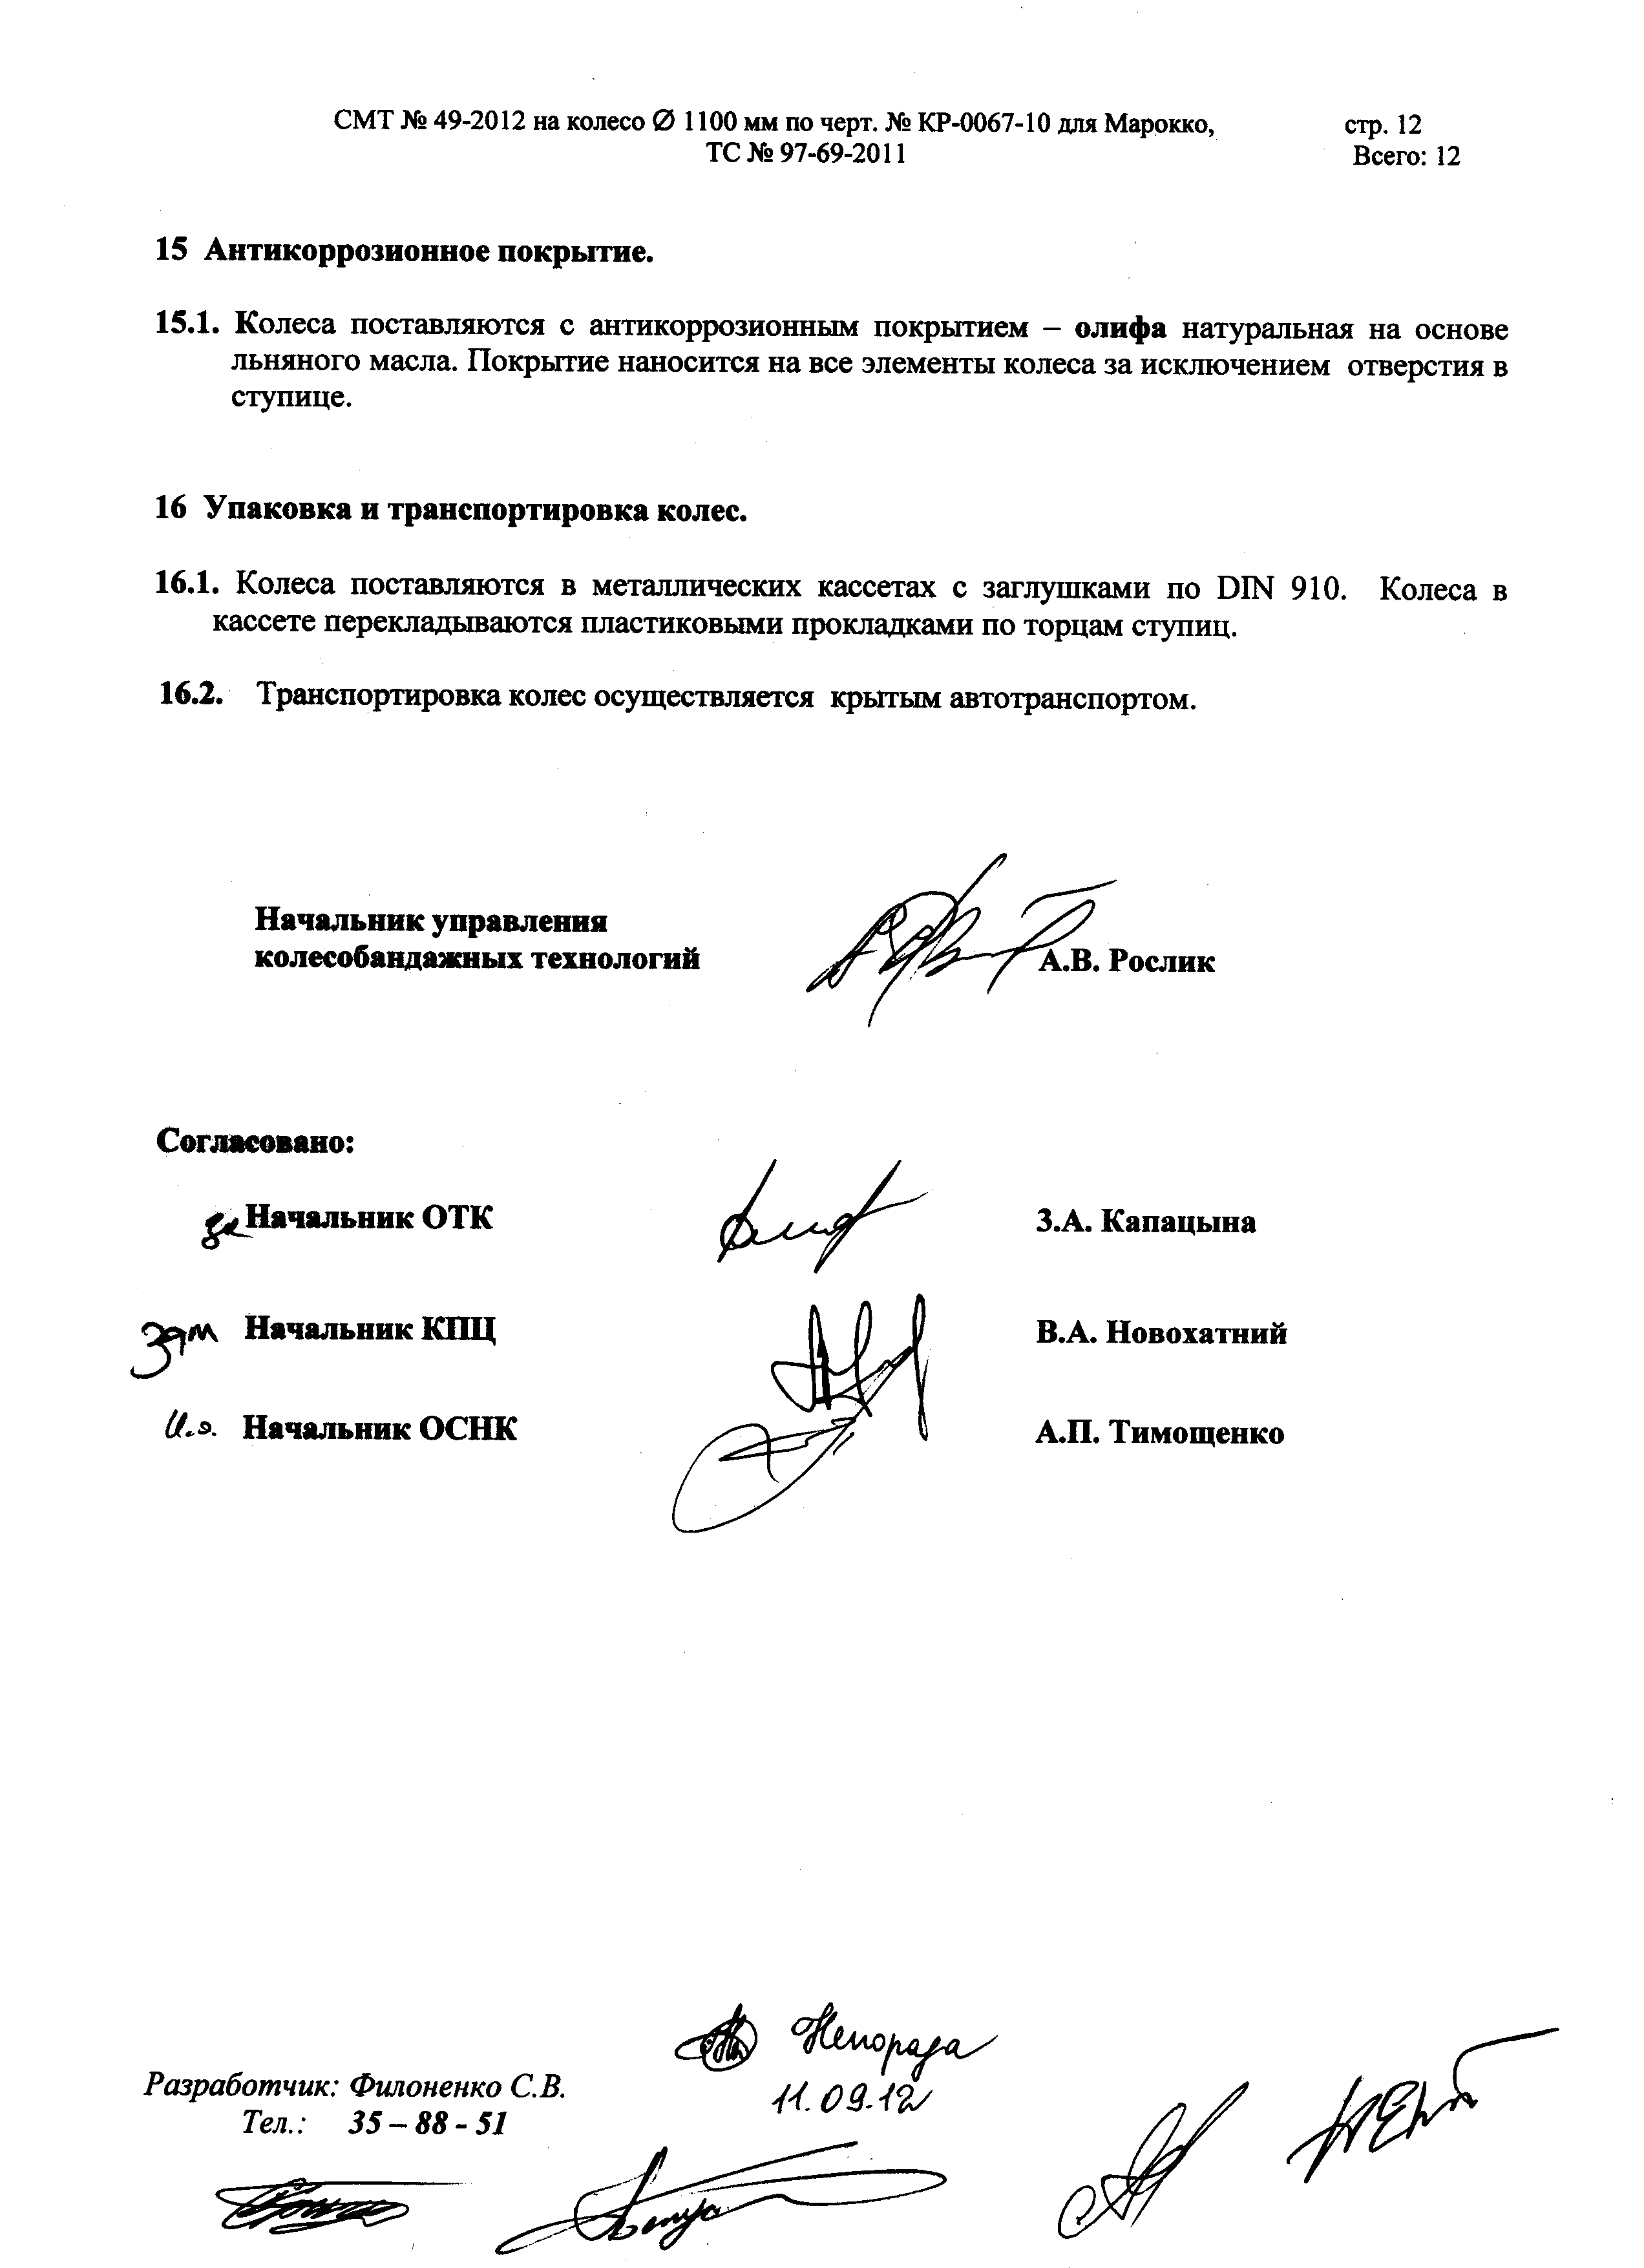 СМТ № 49-2012 на колесо Ø 1100 мм по черт. № КР-0067-10 для Марокко, стр. 12
ТС № 97-69-2011 Всего: 12
15 Антикоррозионное покрытие.
15.1. Колеса поставляются с антикоррозионным покрытием – олифа натуральная на основе
льняного масла. Покрытие наносится на все элементы колеса за исключением отверстия в
ступице.
16 Упаковка и транспортировка колес.
16.1. Колеса поставляются в металлических кассетах с заглушками по DIN 910. Колеса в
кассете перекладываются пластиковыми прокладками по торцам ступиц.
16.2. Транспортировка колес осуществляется крытым автотранспортом.
Начальник управления
колесобандажных технологий А.В. Рослик
Согласовано:
Начальник ОТК З.А. Капацына
Зам Начальник КПЦ В.А. Новохатний
И.о. Начальник ОСНК А.П. Тимощенко
Непорада
Разработчик: Филоненко С.В. 11.09.12
Тел.: 35 – 88 - 51